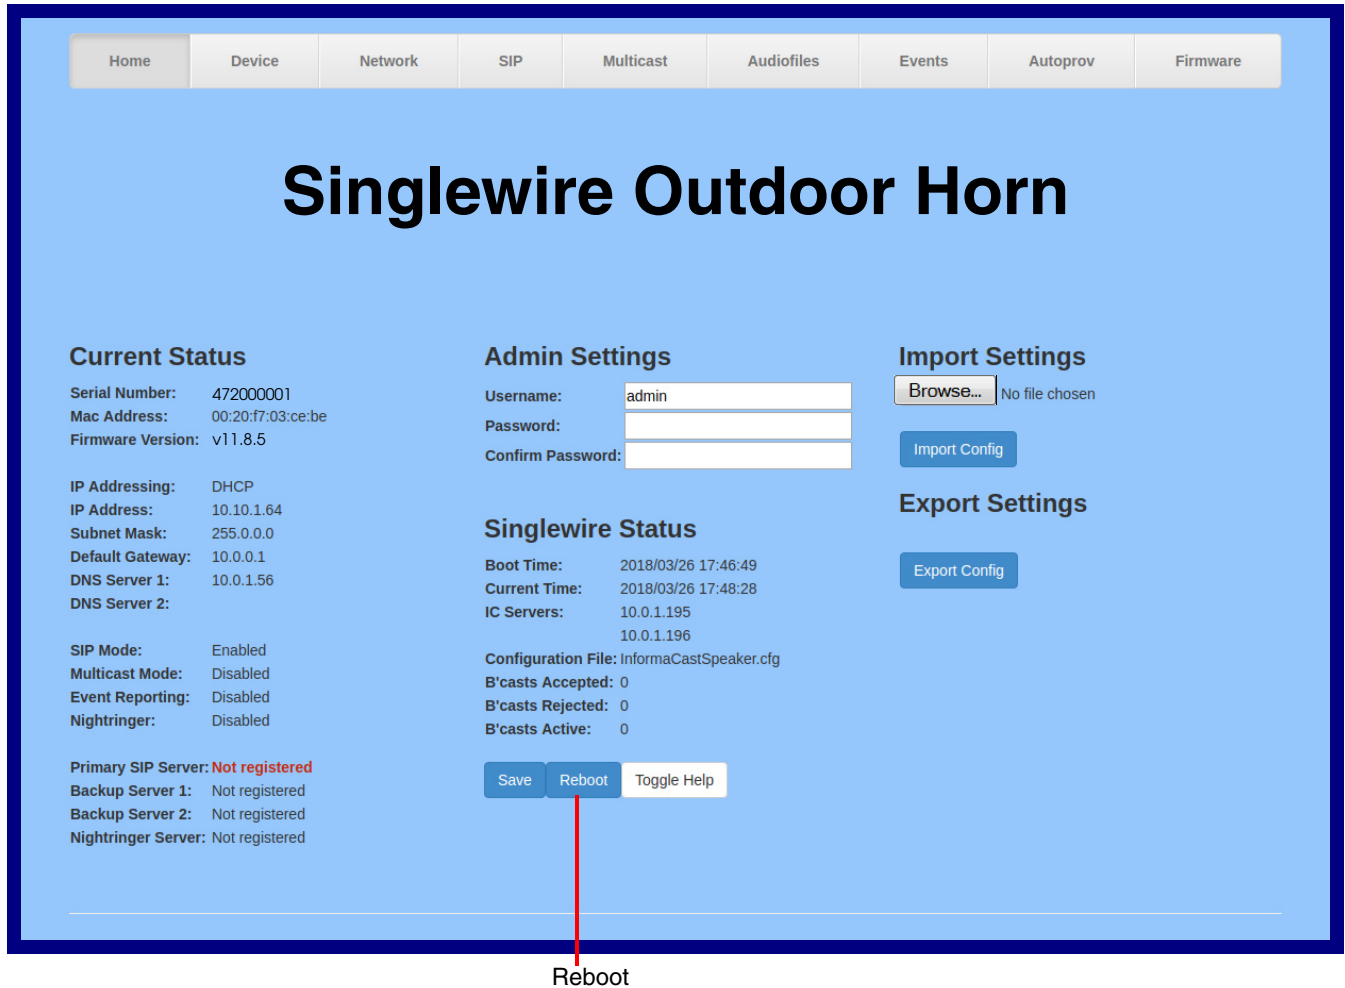 Home Device Network SIP Multicast Audiofiles Events Autoprov Firmware
Singlewire Outdoor Horn
Current Status
Serial Number: 472000001
Mac Address: 00:20:f7:03:ce:be
Firmware Version: v11.8.5
IP Addressing: DHCP
IP Address: 10.10.1.64
Subnet Mask: 255.0.0.0
Default Gateway: 10.0.0.1
DNS Server 1: 10.0.1.56
DNS Server 2:
SIP Mode: Enabled
Multicast Mode: Disabled
Event Reporting: Disabled
Nightringer: Disabled
Primary SIP Server: Not registered
Backup Server 1: Not registered
Backup Server 2: Not registered
Nightringer Server: Not registered
Admin Settings
Username: admin
Password:
Confirm Password:
Singlewire Status
Boot Time: 2018/03/26 17:46:49
Current Time: 2018/03/26 17:48:28
IC Servers: 10.0.1.195
10.0.1.196
Configuration File: InformaCastSpeaker.cfg
B'casts Accepted: 0
B'casts Rejected: 0
B'casts Active: 0
Save Reboot Toggle Help
Import Settings
Browse... No file chosen
Import Config
Export Settings
Export Config
Reboot